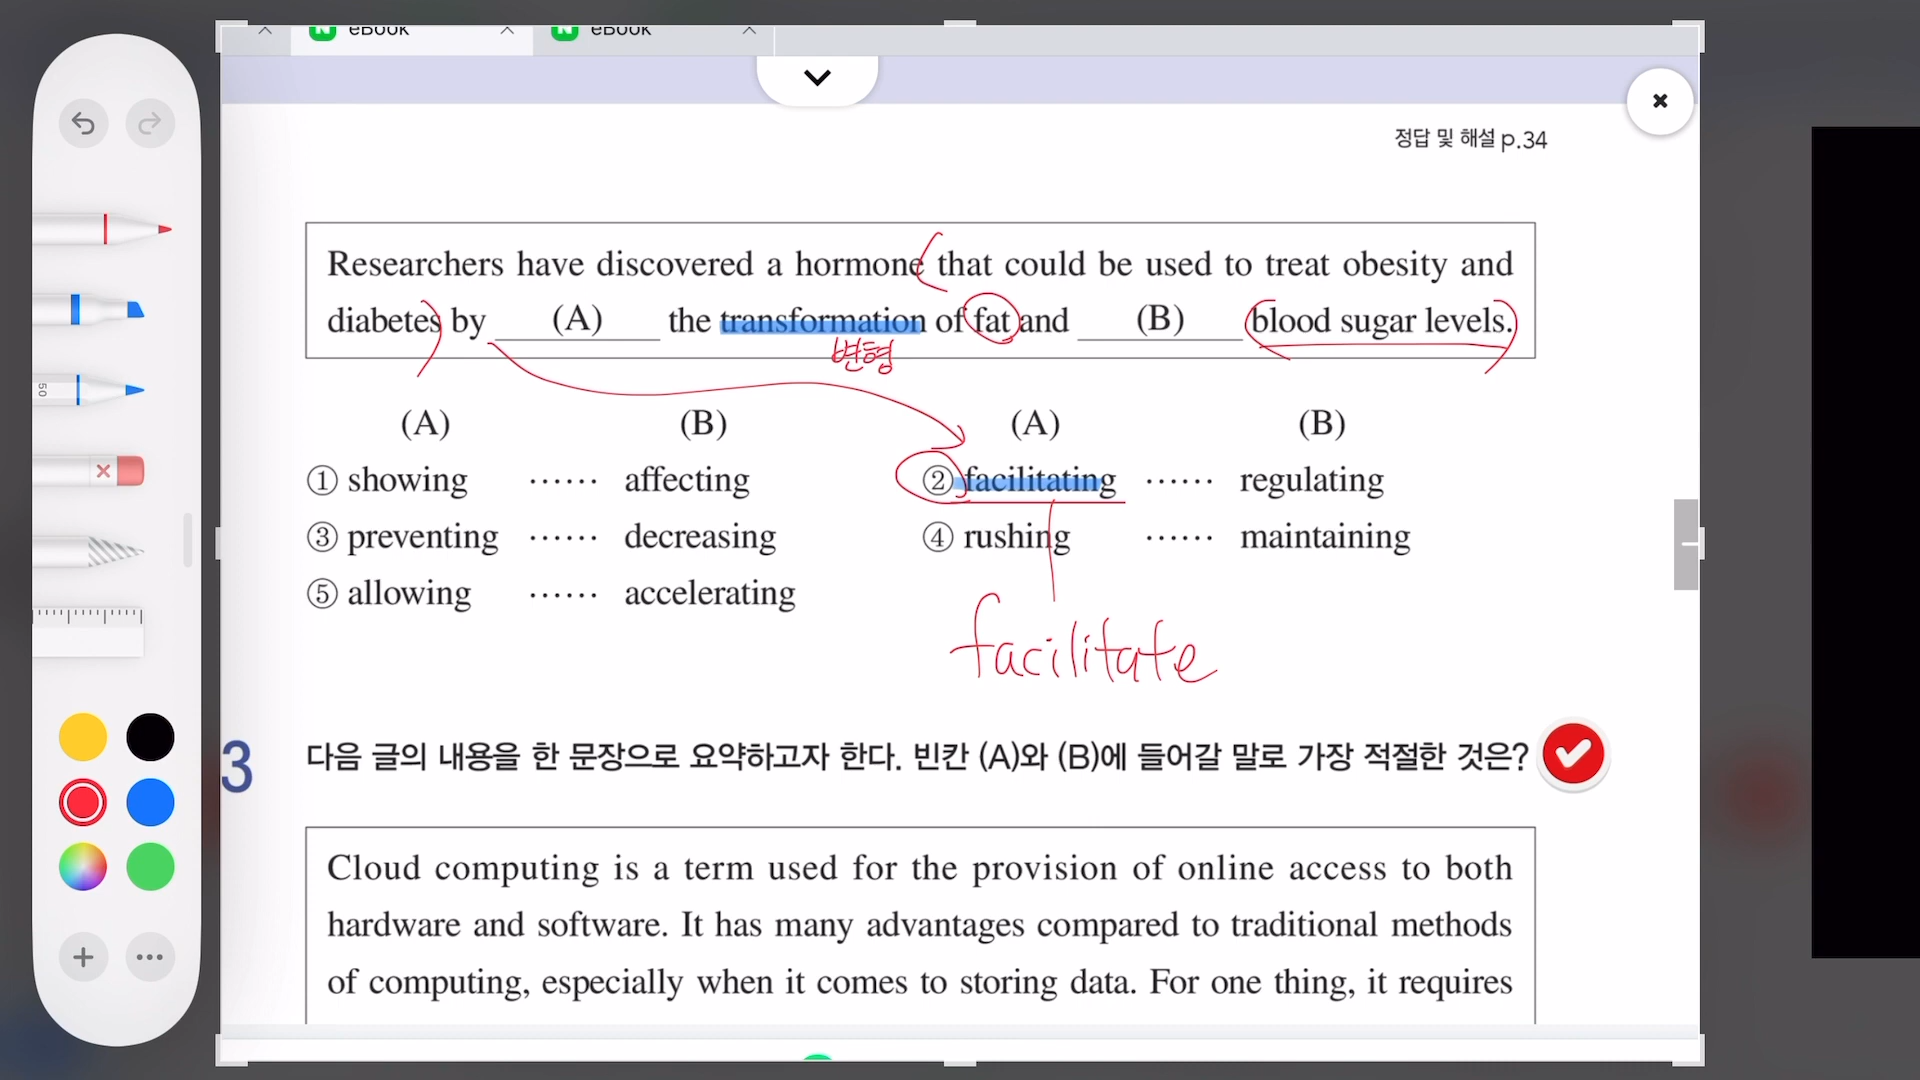 eBook
eBook
정답 및 해설 p.34
Researchers have discovered a hormone that could be used to treat obesity and
diabetes by (A) the transformation of fat and (B) blood sugar levels.
변형
(A) (B) (A) (B)
① showing ······ affecting ② facilitating ······ regulating
③ preventing ······ decreasing ④ rushing ······ maintaining
⑤ allowing ······ accelerating
facilitate
3 다음 글의 내용을 한 문장으로 요약하고자 한다. 빈칸 (A)와 (B)에 들어갈 말로 가장 적절한 것은?
Cloud computing is a term used for the provision of online access to both
hardware and software. It has many advantages compared to traditional methods
of computing, especially when it comes to storing data. For one thing, it requires
50